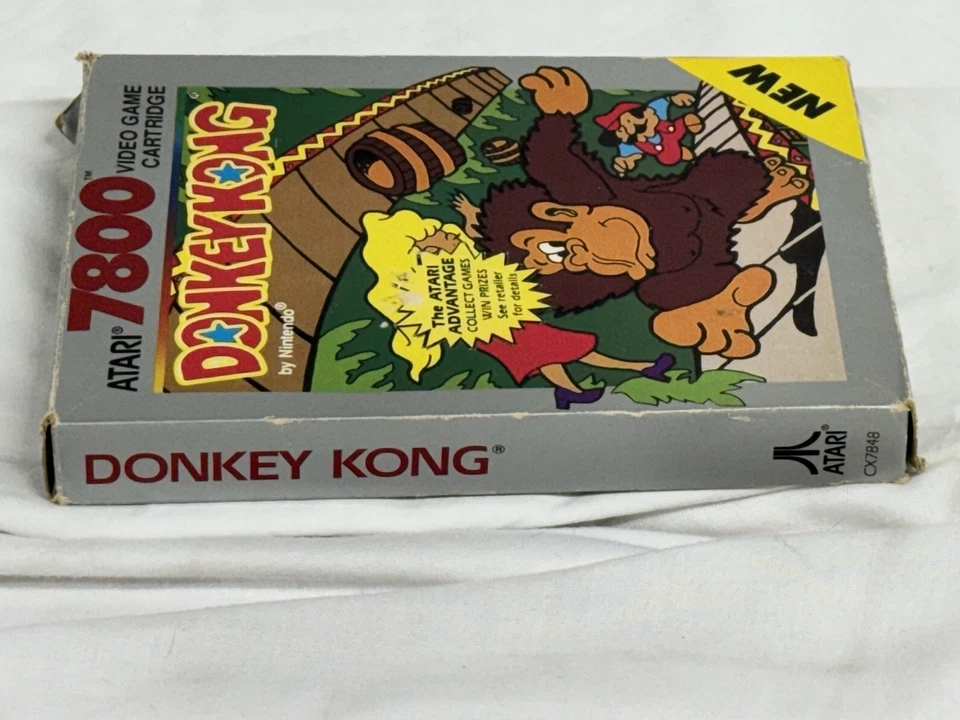 ATARI® 7800™ VIDEO GAME
CARTRIDGE
NEW
DONKEY KONG
by Nintendo®
The ATARI
ADVANTAGE
COLLECT GAMES
WIN PRIZES
See retailer
for details
DONKEY KONG®
ATARI®
CX7848